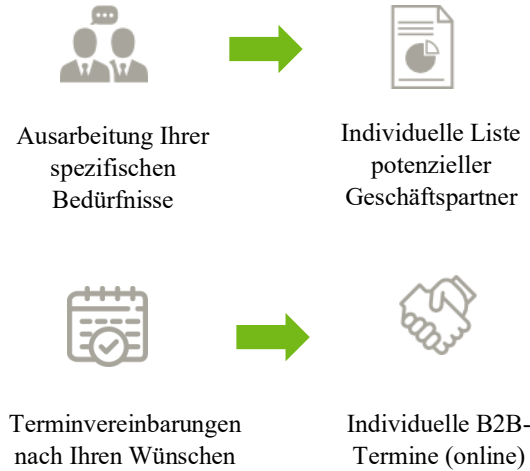 Ausarbeitung Ihrer
spezifischen
Bedürfnisse
Individuelle Liste
potenzieller
Geschäftspartner
Terminvereinbarungen
nach Ihren Wünschen
Individuelle B2B-
Termine (online)